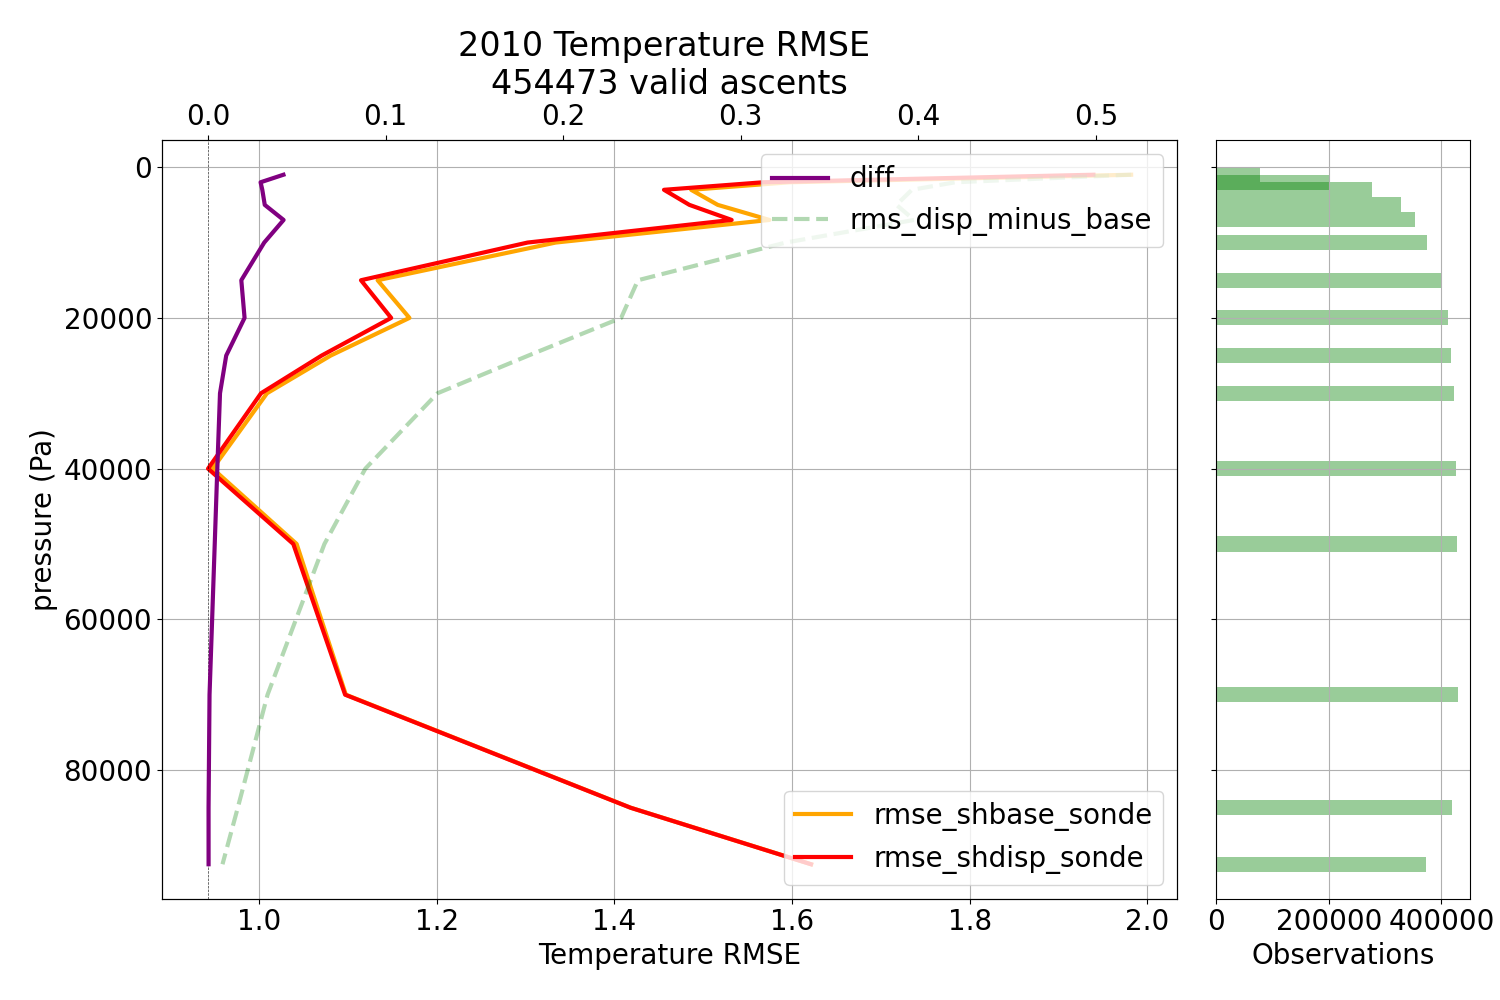 2010 Temperature RMSE
454473 valid ascents
0.0 0.1 0.2 0.3 0.4 0.5
diff
rms_disp_minus_base
0
20000
40000
60000
80000
pressure (Pa)
rmse_shbase_sonde
rmse_shdisp_sonde
1.0 1.2 1.4 1.6 1.8 2.0
Temperature RMSE
0 200000 400000
Observations